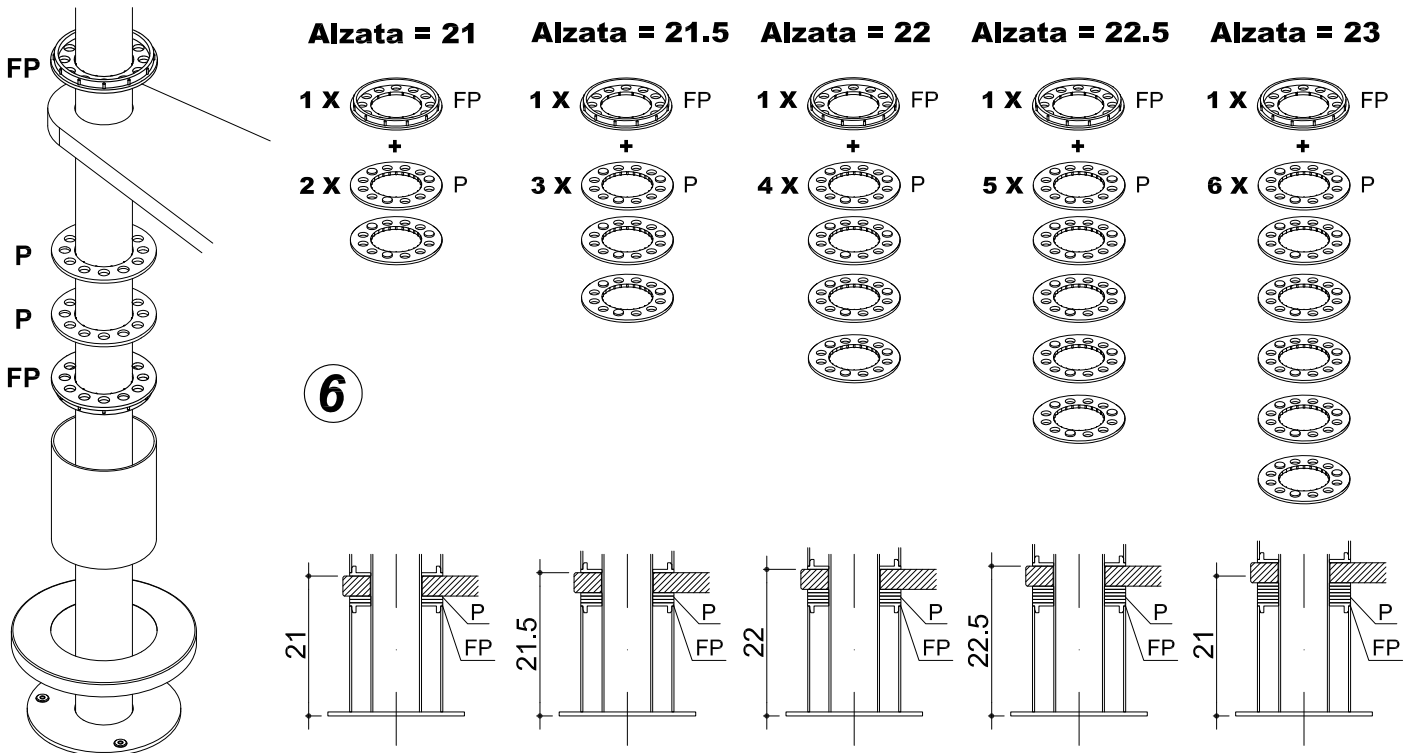 FP
P
P
FP
Alzata = 21
Alzata = 21.5
Alzata = 22
Alzata = 22.5
Alzata = 23
1 X FP
1 X FP
1 X FP
1 X FP
1 X FP
+
+
+
+
+
2 X P
3 X P
4 X P
5 X P
6 X P
6
21
P
FP
21.5
P
FP
22
P
FP
22.5
P
FP
21
P
FP